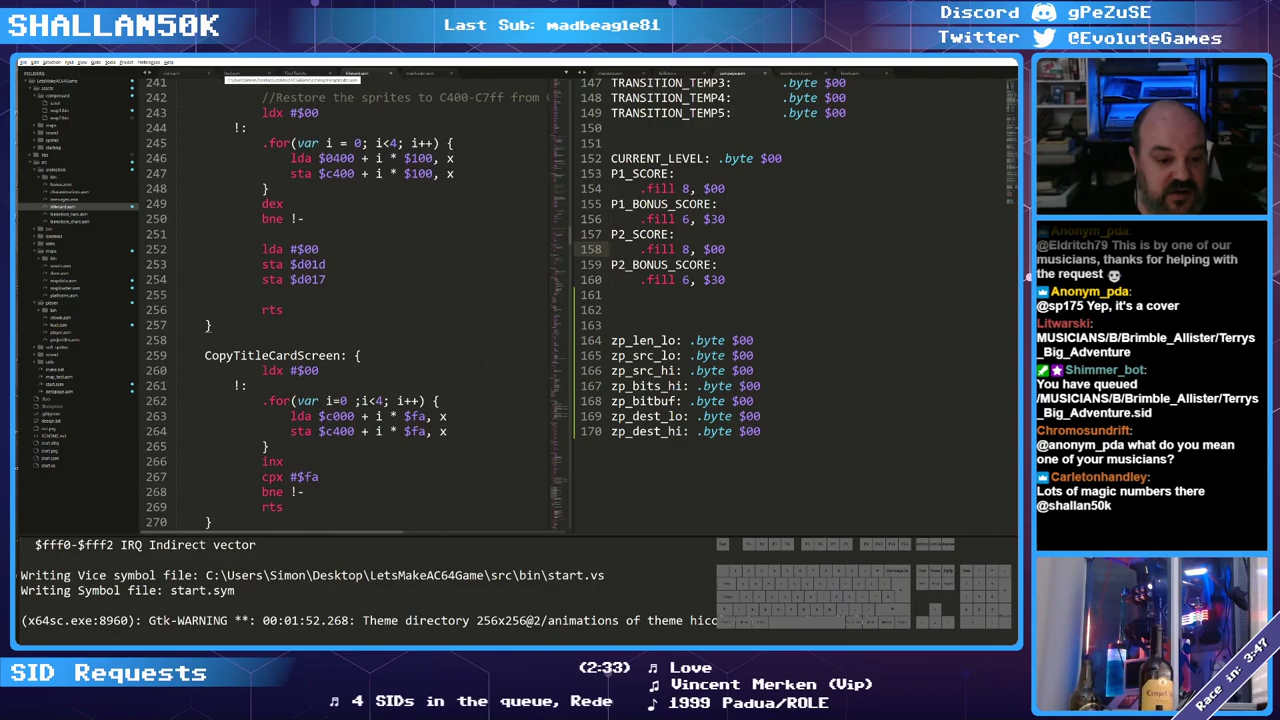 SHALLAN50K
Last Sub: madbeagle81
Discord gPeZuSE
Twitter @EvoluteGames
241
242 //Restore the sprites to C400-C7ff from
243 ldx #$00
244 !:
245 .for(var i = 0; i<4; i++) {
246 lda $0400 + i * $100, x
247 sta $c400 + i * $100, x
248 }
249 dex
250 bne !-
251
252 lda #$00
253 sta $d01d
254 sta $d017
255
256 rts
257 }
258
259 CopyTitleCardScreen: {
260 ldx #$00
261 !:
262 .for(var i=0 ;i<4; i++) {
263 lda $c000 + i * $fa, x
264 sta $c400 + i * $fa, x
265 }
266 inx
267 cpx #$fa
268 bne !-
269 rts
270 }
147 TRANSITION_TEMP3: .byte $00
148 TRANSITION_TEMP4: .byte $00
149 TRANSITION_TEMP5: .byte $00
150
151
152 CURRENT_LEVEL: .byte $00
153 P1_SCORE:
154 .fill 8, $00
155 P1_BONUS_SCORE:
156 .fill 6, $30
157 P2_SCORE:
158 .fill 8, $00
159 P2_BONUS_SCORE:
160 .fill 6, $30
161
162
163
164 zp_len_lo: .byte $00
165 zp_src_lo: .byte $00
166 zp_src_hi: .byte $00
167 zp_bits_hi: .byte $00
168 zp_bitbuf: .byte $00
169 zp_dest_lo: .byte $00
170 zp_dest_hi: .byte $00
$fff0-$fff2 IRQ Indirect vector
Writing Vice symbol file: C:\Users\Simon\Desktop\LetsMakeAC64Game\src\bin\start.vs
Writing Symbol file: start.sym
(x64sc.exe:8960): Gtk-WARNING **: 00:01:52.268: Theme directory 256x256@2/animations of theme hico
Anonym_pda:
@Eldritch79 This is by one of our
musicians, thanks for helping with
the request
Anonym_pda:
@sp175 Yep, it's a cover
Litwarski:
MUSICIANS/B/Brimble_Allister/Terrys
_Big_Adventure
Shimmer_bot:
You have queued
/MUSICIANS/B/Brimble_Allister/Terrys
_Big_Adventure.sid
Chromosundrift:
@anonym_pda what do you mean
one of your musicians?
Carletonhandley:
Lots of magic numbers there
@shallan50k
Race in: 3:47
SID Requests
4 SIDs in the queue, Rede
(2:33)
Love
Vincent Merken (Vip)
1999 Padua/ROLE